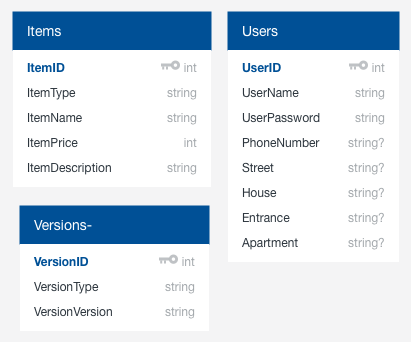 Items
ItemID int
ItemType string
ItemName string
ItemPrice int
ItemDescription string
Versions-
VersionID int
VersionType string
VersionVersion string
Users
UserID int
UserName string
UserPassword string
PhoneNumber string?
Street string?
House string?
Entrance string?
Apartment string?